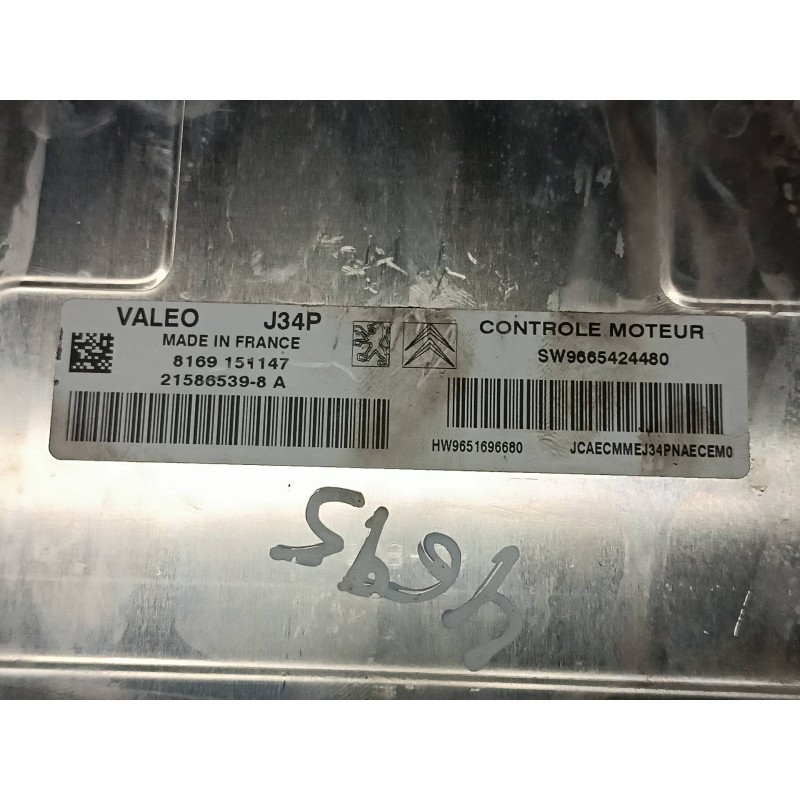 VALEO J34P
MADE IN FRANCE
8169 151147
21586539-8 A
CONTROLE MOTEUR
SW9665424480
HW9651696680 JCAECMMEJ34PNAECEM0